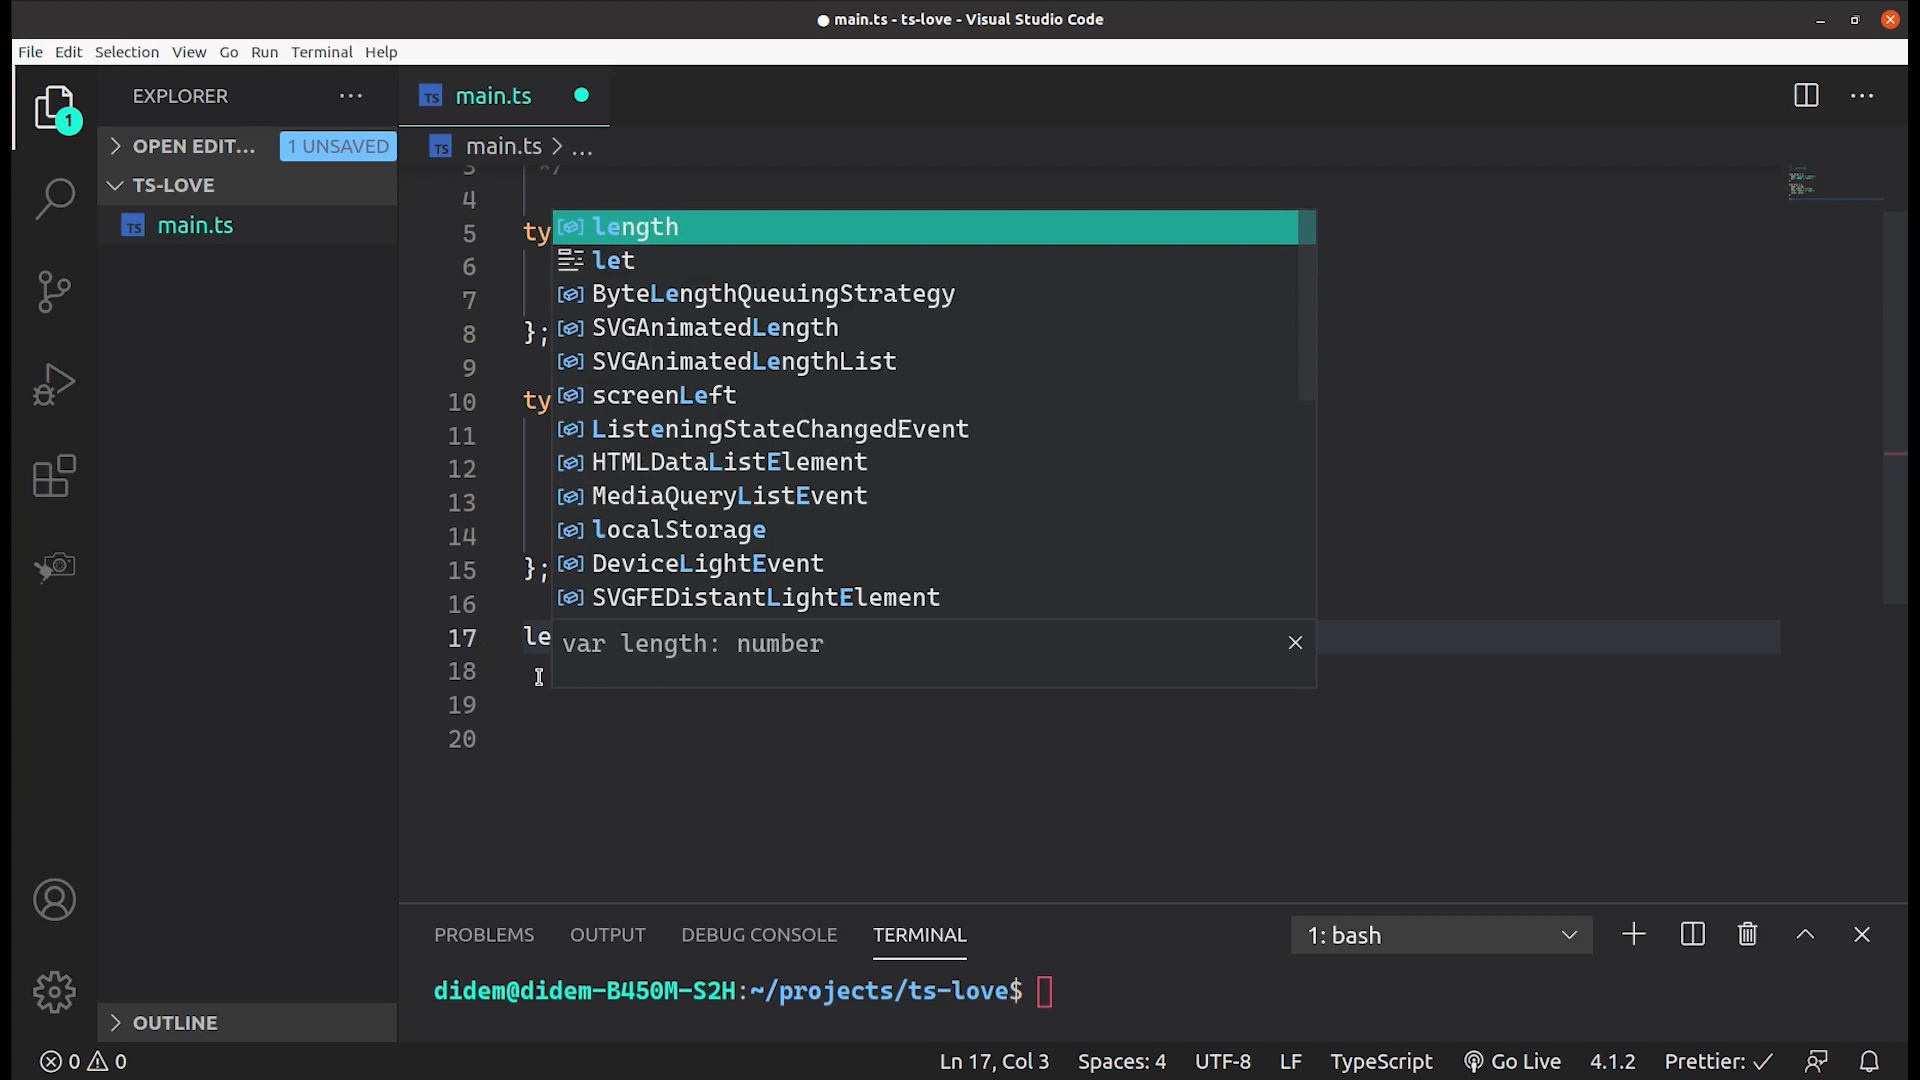 main.ts - ts-love - Visual Studio Code
File Edit Selection View Go Run Terminal Help
EXPLORER
1
OPEN EDIT... 1 UNSAVED
TS-LOVE
TS main.ts
TS main.ts
TS main.ts > ...
3 */
4
5 ty
6
7
8 };
9
10 ty
11
12
13
14
15 };
16
17 le
18
19
20
length
let
ByteLengthQueuingStrategy
SVGAnimatedLength
SVGAnimatedLengthList
screenLeft
ListeningStateChangedEvent
HTMLDataListElement
MediaQueryListEvent
localStorage
DeviceLightEvent
SVGFEDistantLightElement
var length: number
PROBLEMS OUTPUT DEBUG CONSOLE TERMINAL 1: bash
didem@didem-B450M-S2H:~/projects/ts-love$
OUTLINE
0 0 Ln 17, Col 3 Spaces: 4 UTF-8 LF TypeScript Go Live 4.1.2 Prettier: ✓